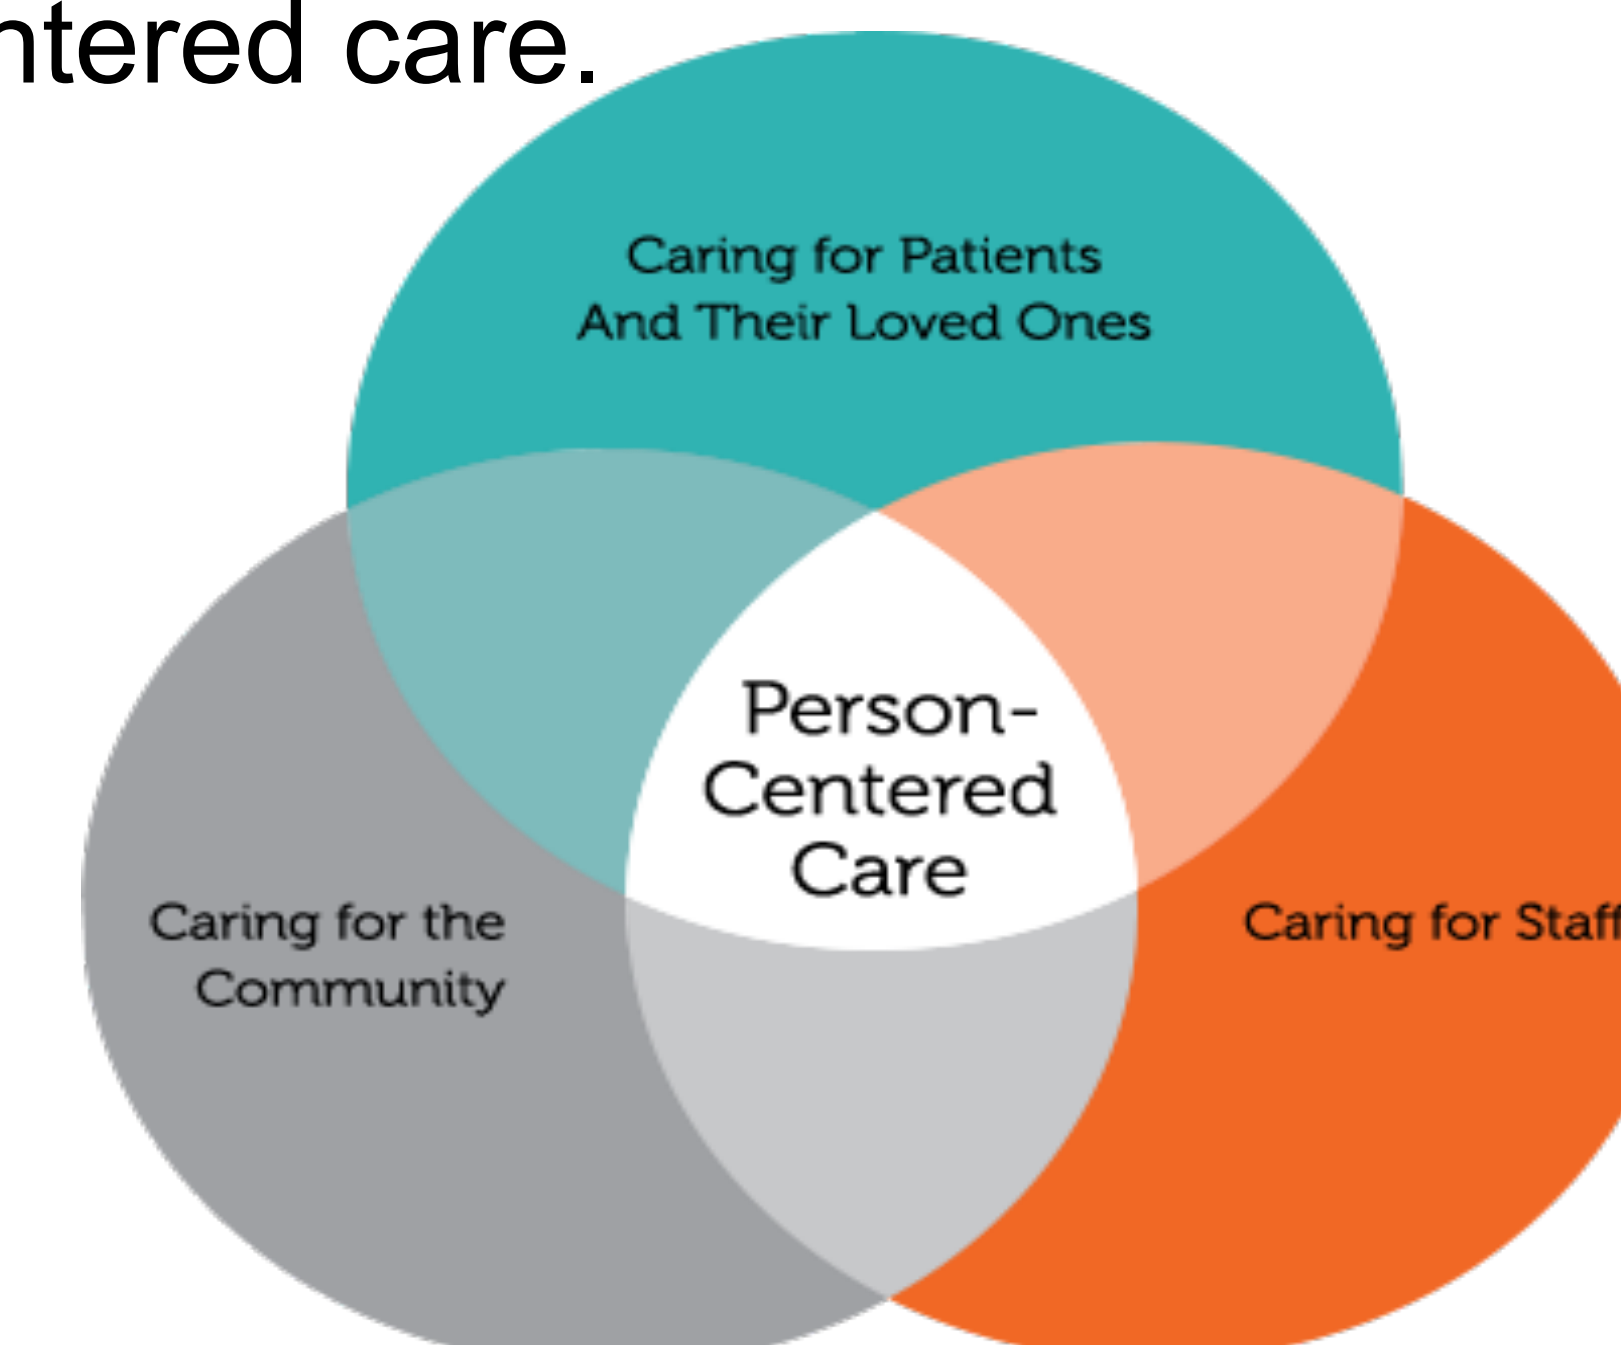 ntered care.
Caring for Patients
And Their Loved Ones
Person-
Centered
Care
Caring for the
Community
Caring for Staff